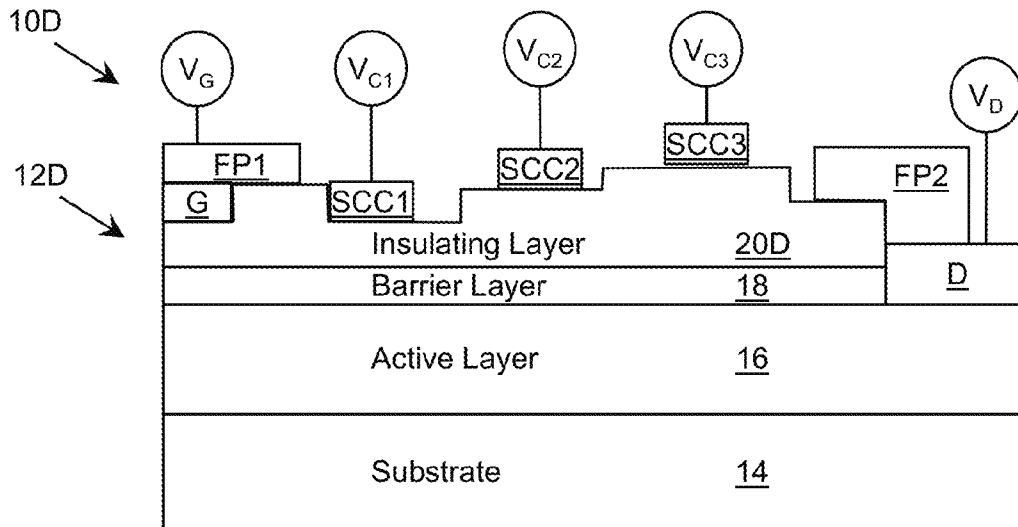 10D
V_G
V_C1
V_C2
V_C3
V_D
FP1
SCC1
SCC2
SCC3
FP2
12D
G
Insulating Layer 20D
Barrier Layer 18
D
Active Layer 16
Substrate 14